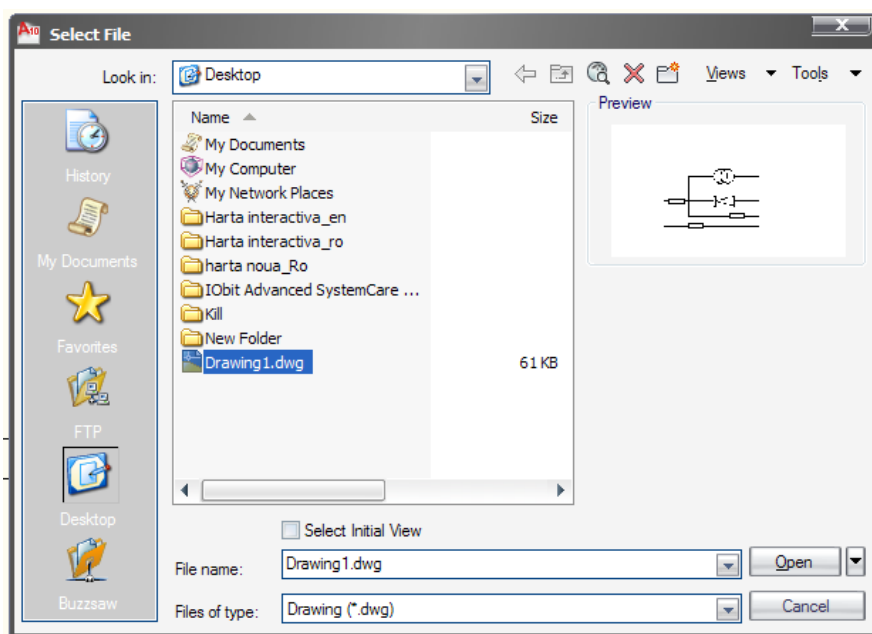 A10 Select File
Look in: Desktop Views Tools
Name Size Preview
History
My Documents
Favorites
FTP
Desktop
Buzzsaw
My Documents
My Computer
My Network Places
Harta interactiva_en
Harta interactiva_ro
harta noua_Ro
IObit Advanced SystemCare ...
Kill
New Folder
Drawing1.dwg 61 KB
Select Initial View
File name: Drawing1.dwg Open
Files of type: Drawing (*.dwg) Cancel